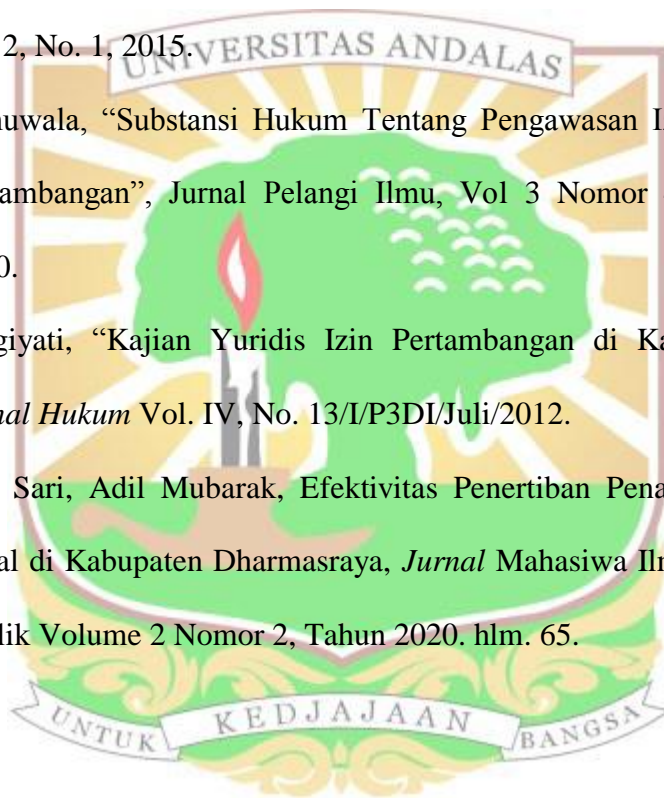 2, No. 1, 2015.
UNIVERSITAS ANDALAS
uwala, “Substansi Hukum Tentang Pengawasan
ambangan”, Jurnal Pelangi Ilmu, Vol 3 Nomor
0.
giyati, “Kajian Yuridis Izin Pertambangan di Ka
nal Hukum Vol. IV, No. 13/I/P3DI/Juli/2012.
Sari, Adil Mubarak, Efektivitas Penertiban Pena
al di Kabupaten Dharmasraya, Jurnal Mahasiwa Ilm
lik Volume 2 Nomor 2, Tahun 2020. hlm. 65.
UNTUK KEDJAJAAN BANGSA